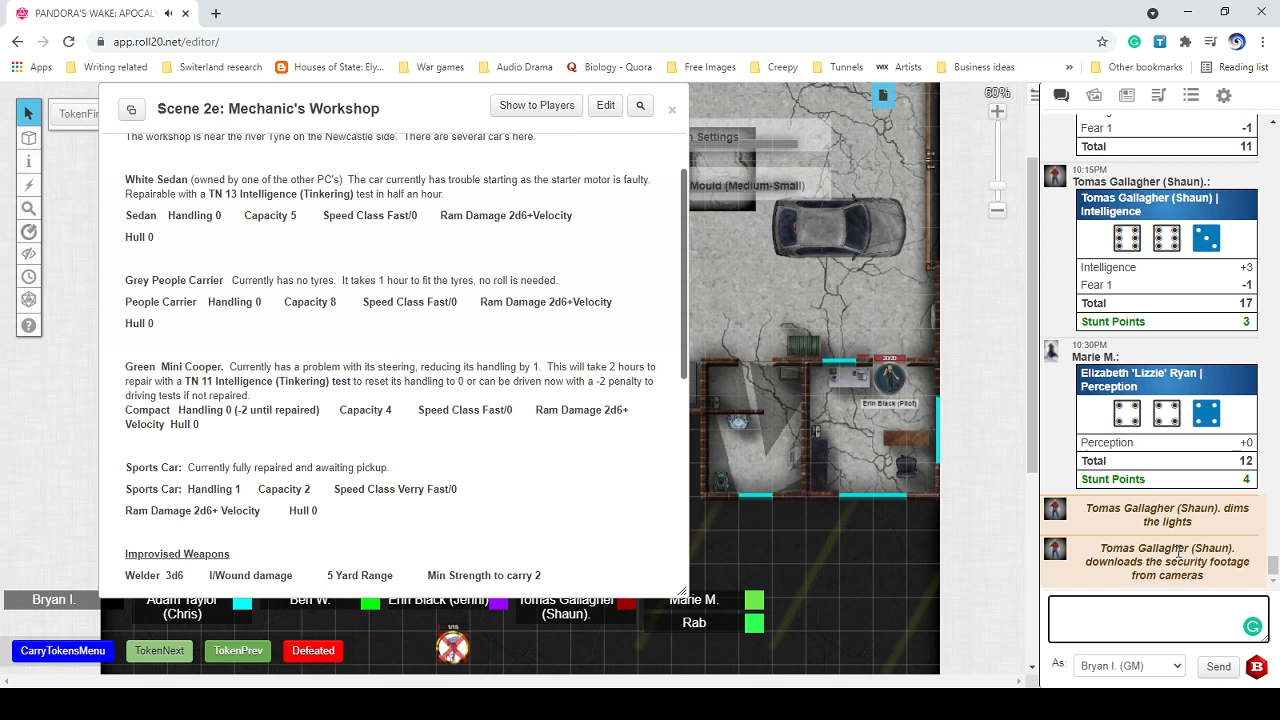 PANDORA'S WAKE: APOCAL
app.roll20.net/editor/
Apps
Writing related
Switerland research
Houses of State: Ely...
War games
Audio Drama
Biology - Quora
Free Images
Creepy
Tunnels
WIX Artists
Business ideas
»
Other bookmarks
Reading list
TokenFir
Scene 2e: Mechanic's Workshop
Show to Players
Edit
The workshop is near the river Tyne on the Newcastle side. There are several car's here.
White Sedan (owned by one of the other PC's) The car currently has trouble starting as the starter motor is faulty.
Repairable with a TN 13 Intelligence (Tinkering) test in half an hour.
Sedan Handling 0 Capacity 5 Speed Class Fast/0 Ram Damage 2d6+Velocity
Hull 0
Grey People Carrier Currently has no tyres. It takes 1 hour to fit the tyres, no roll is needed.
People Carrier Handling 0 Capacity 8 Speed Class Fast/0 Ram Damage 2d6+Velocity
Hull 0
Green Mini Cooper. Currently has a problem with its steering, reducing its handling by 1. This will take 2 hours to
repair with a TN 11 Intelligence (Tinkering) test to reset its handling to 0 or can be driven now with a -2 penalty to
driving tests if not repaired.
Compact Handling 0 (-2 until repaired) Capacity 4 Speed Class Fast/0 Ram Damage 2d6+
Velocity Hull 0
Sports Car: Currently fully repaired and awaiting pickup.
Sports Car: Handling 1 Capacity 2 Speed Class Verry Fast/0
Ram Damage 2d6+ Velocity Hull 0
Improvised Weapons
Welder 3d6 I/Wound damage 5 Yard Range Min Strength to carry 2
n Settings
Mould (Medium-Small)
60%
20/20
Erin Black (Pilot)
Bryan I.
Adam Taylor
(Chris)
Ben W.
Erin Black (Jenni)
Tomas Gallagher
(Shaun).
Marie M.
Rab
CarryTokensMenu
TokenNext
TokenPrev
Defeated
1/15
Fear 1 -1
Total 11
10:15PM
Tomas Gallagher (Shaun).:
Tomas Gallagher (Shaun) |
Intelligence
Intelligence +3
Fear 1 -1
Total 17
Stunt Points 3
10:30PM
Marie M.:
Elizabeth 'Lizzie' Ryan |
Perception
Perception +0
Total 12
Stunt Points 4
Tomas Gallagher (Shaun). dims
the lights
Tomas Gallagher (Shaun).
downloads the security footage
from cameras
As: Bryan I. (GM)
Send